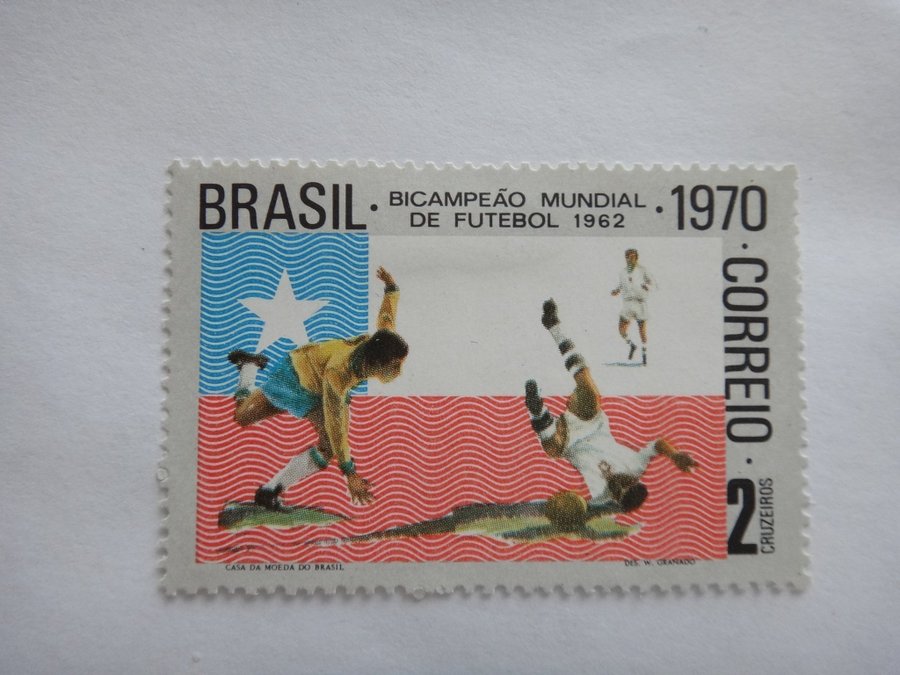 BRASIL · BICAMPEÃO MUNDIAL · 1970
DE FUTEBOL 1962
· CORREIO ·
2
CRUZEIROS
CASA DA MOEDA DO BRASIL
DES. W. GRANADO